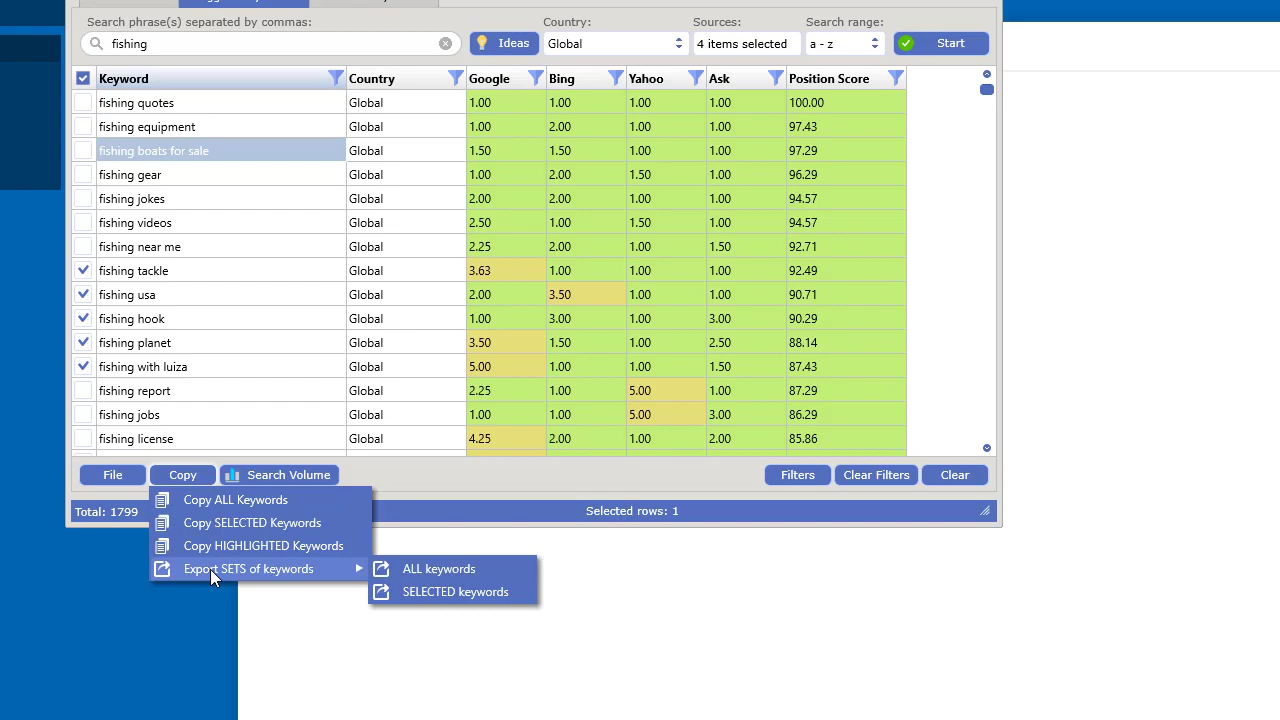 Search phrase(s) separated by commas: Country: Sources: Search range:
fishing Ideas Global 4 items selected a - z Start
Keyword Country Google Bing Yahoo Ask Position Score
fishing quotes Global 1.00 1.00 1.00 1.00 100.00
fishing equipment Global 1.00 2.00 1.00 1.00 97.43
fishing boats for sale Global 1.50 1.50 1.00 1.00 97.29
fishing gear Global 1.00 2.00 1.50 1.00 96.29
fishing jokes Global 2.00 2.00 1.00 1.00 94.57
fishing videos Global 2.50 1.00 1.50 1.00 94.57
fishing near me Global 2.25 2.00 1.00 1.50 92.71
fishing tackle Global 3.63 1.00 1.00 1.00 92.49
fishing usa Global 2.00 3.50 1.00 1.00 90.71
fishing hook Global 1.00 3.00 1.00 3.00 90.29
fishing planet Global 3.50 1.50 1.00 2.50 88.14
fishing with luiza Global 5.00 1.00 1.00 1.50 87.43
fishing report Global 2.25 1.00 5.00 1.00 87.29
fishing jobs Global 1.00 1.00 5.00 3.00 86.29
fishing license Global 4.25 2.00 1.00 2.00 85.86
File Copy Search Volume Filters Clear Filters Clear
Copy ALL Keywords
Total: 1799 Selected rows: 1
Copy SELECTED Keywords
Copy HIGHLIGHTED Keywords
Export SETS of keywords ALL keywords
SELECTED keywords